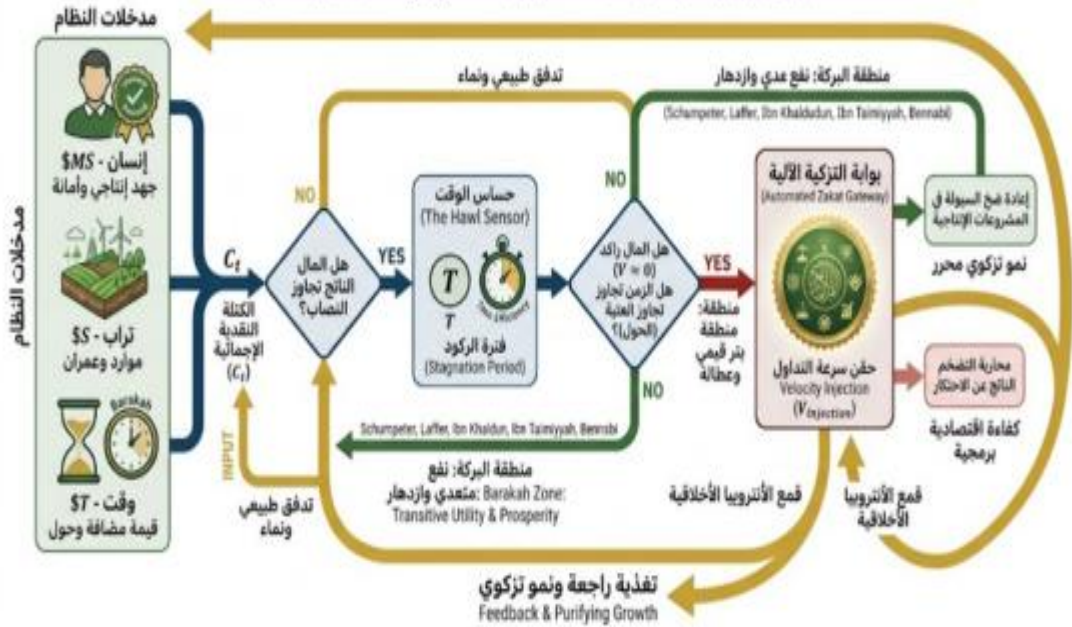 مدخلات النظام
مدخلات النظام
إنسان - MS$
جهد إنتاجي وأمانة
تراب - S$
موارد وعمران
Barakah
وقت - T$
قيمة مضافة وحول
C_t
الكتلة
النقدية
الإجمالية
(C_t)
INPUT
تدفق طبيعي
ونماء
تدفق طبيعي ونماء
NO
هل المال
الناتج تجاوز
النصاب؟
YES
حساس الوقت
(The Hawl Sensor)
T
T
Time Efficiency
فترة الركود
(Stagnation Period)
هل المال راكد
(V ≈ 0)
هل الزمن تجاوز
تجاوز العتبة
(الحول)؟
NO
YES
NO
منطقة:
منطقة
بتر قيمي
وعطالة
منطقة البركة: نفع عدي وازدهار
(Schumpeter, Laffer, Ibn Khaldudun, Ibn Taimiyyah, Bennabi)
بوابة التزكية الآلية
(Automated Zakat Gateway)
حقن سرعة التداول
Velocity Injection
(V_injection)
إعادة ضخ السيولة في
المشروعات الإنتاجية
نمو تزكوي محرر
محاربة التضخم
الناتج عن الاحتكار
كفاءة اقتصادية
برمجية
Schumpeter, Laffer, Ibn Khaldun, Ibn Taimiyyah, Bennabi
منطقة البركة: نفع
متعدي وازدهار: Barakah Zone:
Transitive Utility & Prosperity
قمع الأنتروبيا الأخلاقية
قمع الأنتروبيا
الأخلاقية
تغذية راجعة ونمو تزكوي
Feedback & Purifying Growth